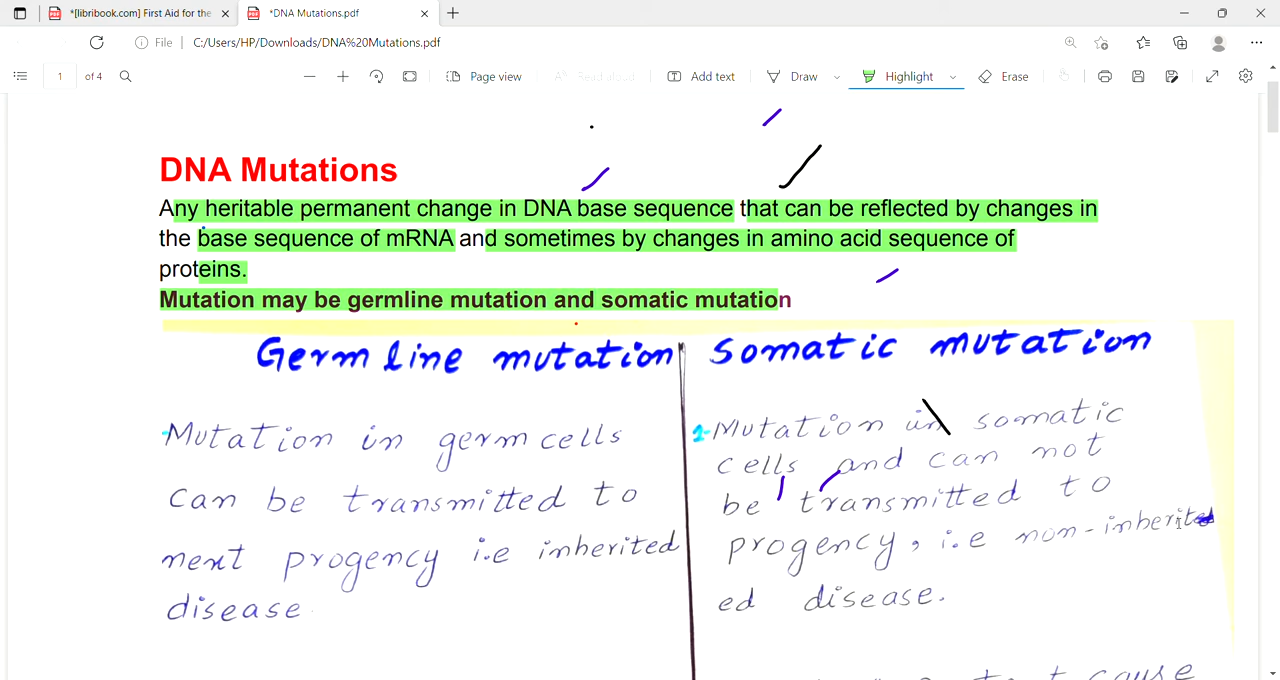 *[libribook.com] First Aid for the
*DNA Mutations.pdf
File
C:/Users/HP/Downloads/DNA%20Mutations.pdf
1 of 4
Page view
Read aloud
Add text
Draw
Highlight
Erase
DNA Mutations
Any heritable permanent change in DNA base sequence that can be reflected by changes in
the base sequence of mRNA and sometimes by changes in amino acid sequence of
proteins.
Mutation may be germline mutation and somatic mutation
Germ line mutation
Mutation in germ cells
can be transmitted to
next progency i.e inherited
disease
Somatic mutation
1-Mutation in somatic
cells and can not
be transmitted to
progency, i.e non-inherited
ed disease.
cause